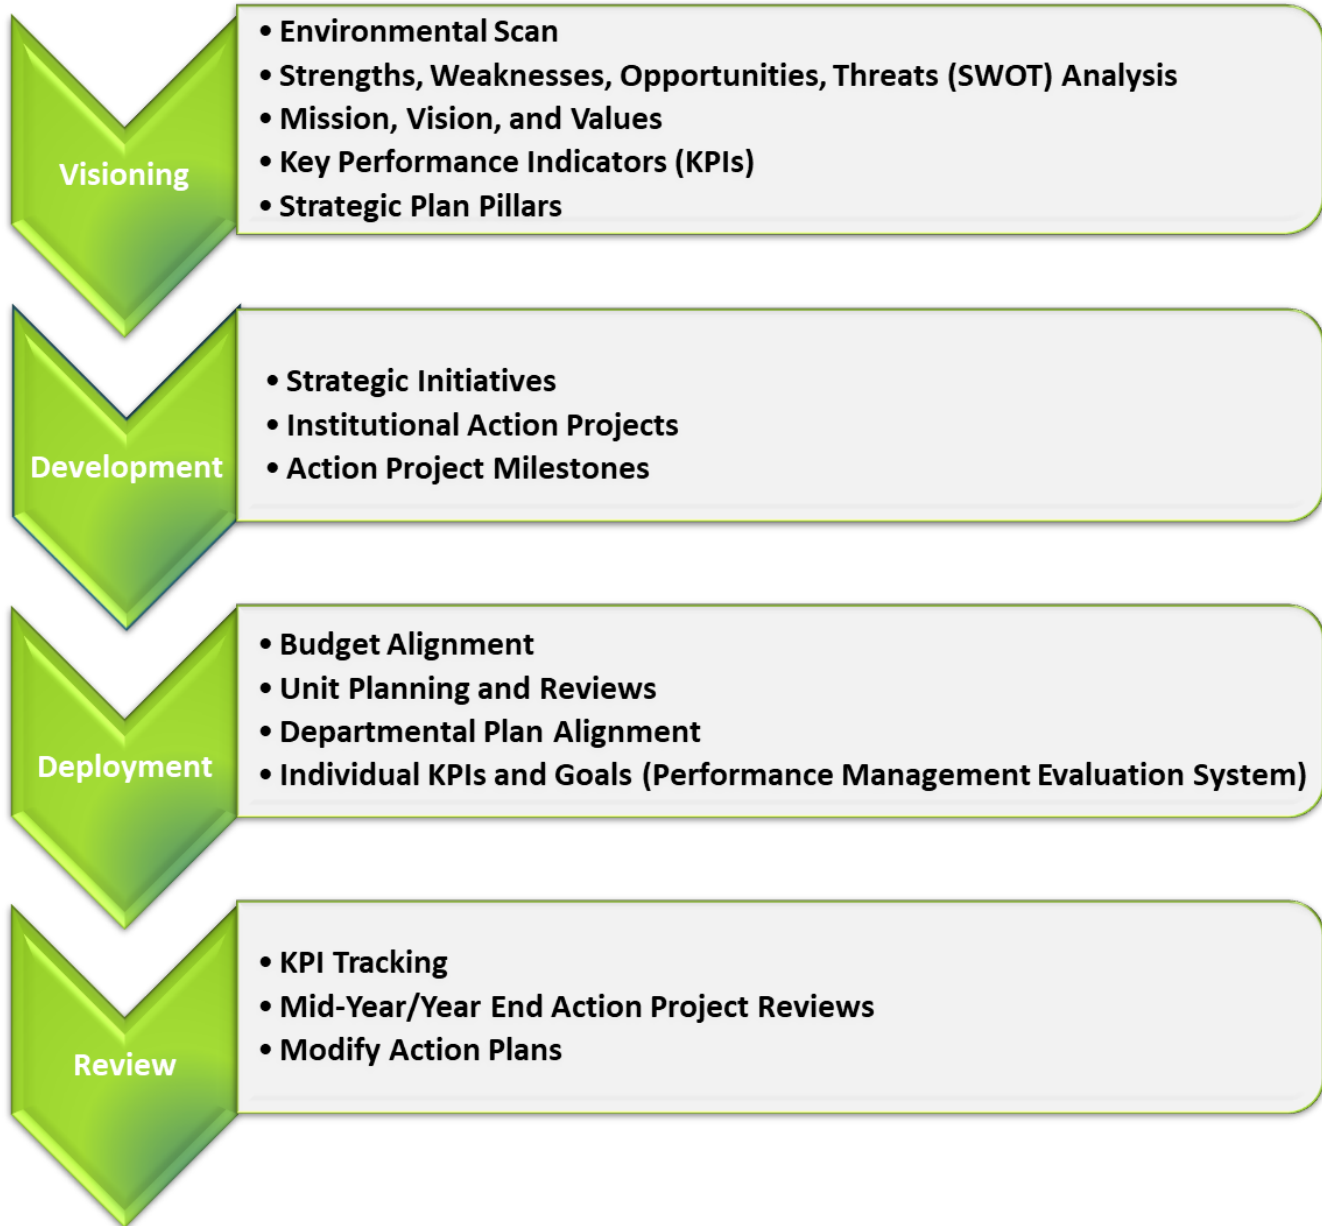 Visioning
• Environmental Scan
• Strengths, Weaknesses, Opportunities, Threats (SWOT) Analysis
• Mission, Vision, and Values
• Key Performance Indicators (KPIs)
• Strategic Plan Pillars
Development
• Strategic Initiatives
• Institutional Action Projects
• Action Project Milestones
Deployment
• Budget Alignment
• Unit Planning and Reviews
• Departmental Plan Alignment
• Individual KPIs and Goals (Performance Management Evaluation System)
Review
• KPI Tracking
• Mid-Year/Year End Action Project Reviews
• Modify Action Plans